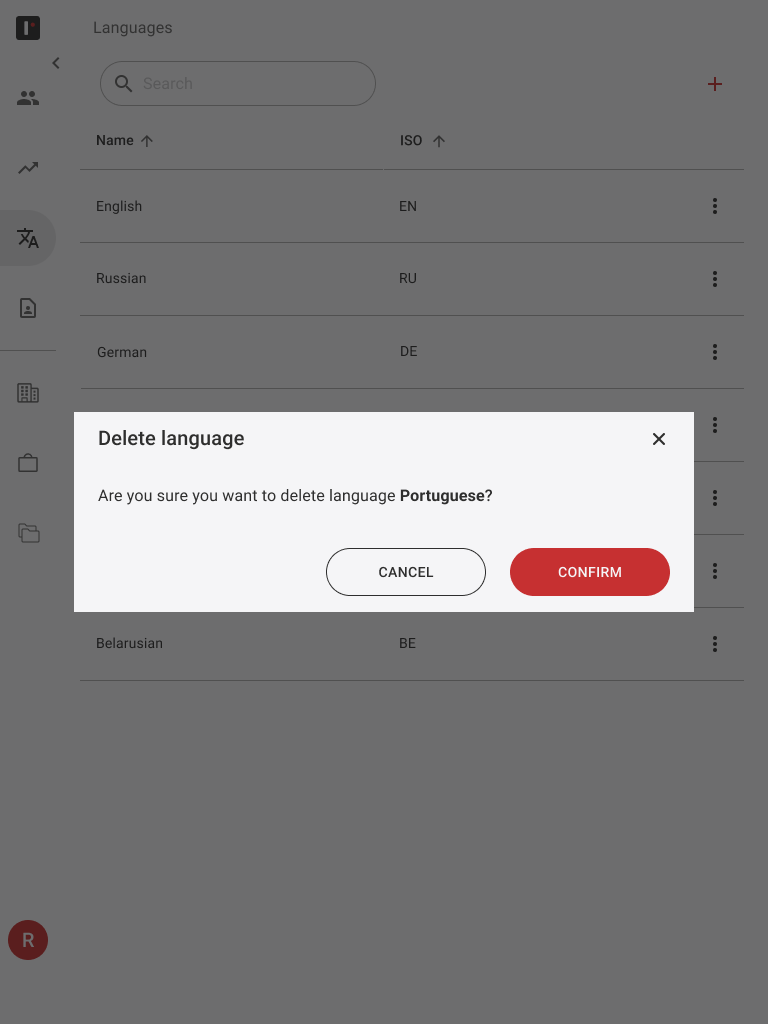 Languages
Search
Name ISO
English EN
Russian RU
German DE
Delete language
Are you sure you want to delete language Portuguese?
CANCEL CONFIRM
Belarusian BE
R